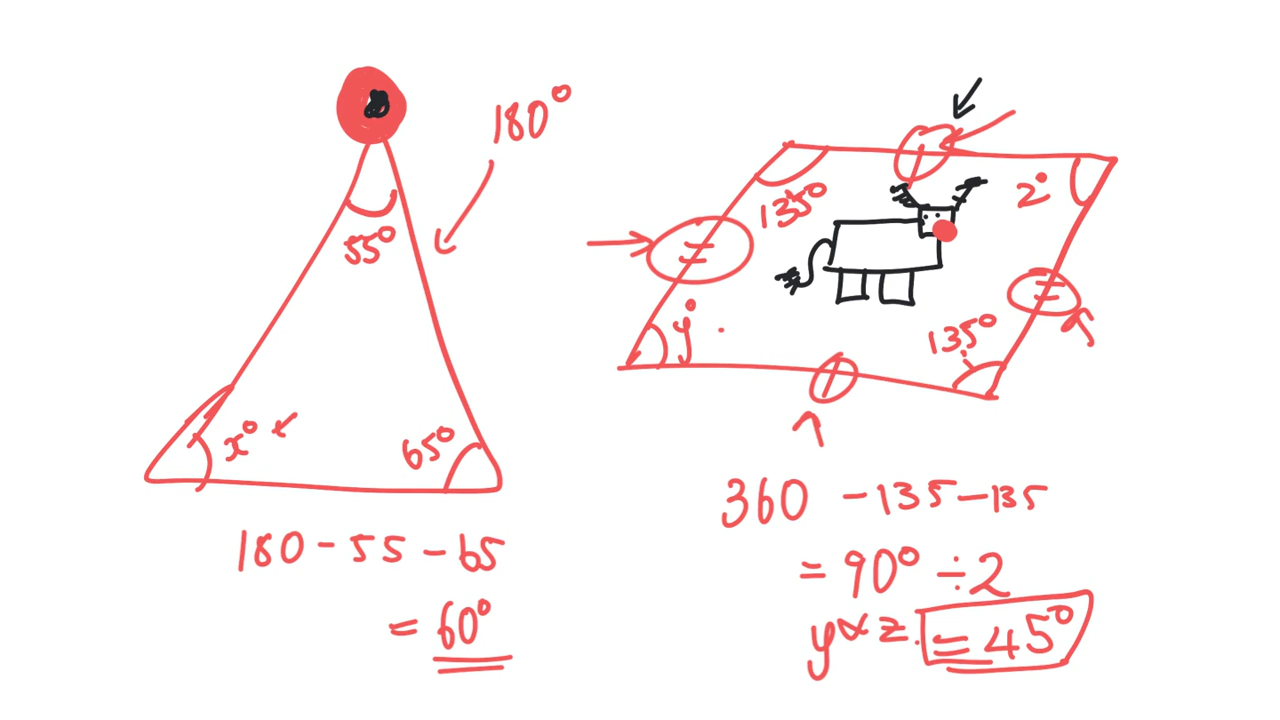 180°
55°
x°
65°
180 - 55 - 65
= 60°
135°
z°
y°
135°
360 - 135 - 135
= 90° ÷ 2
y & z. = 45°